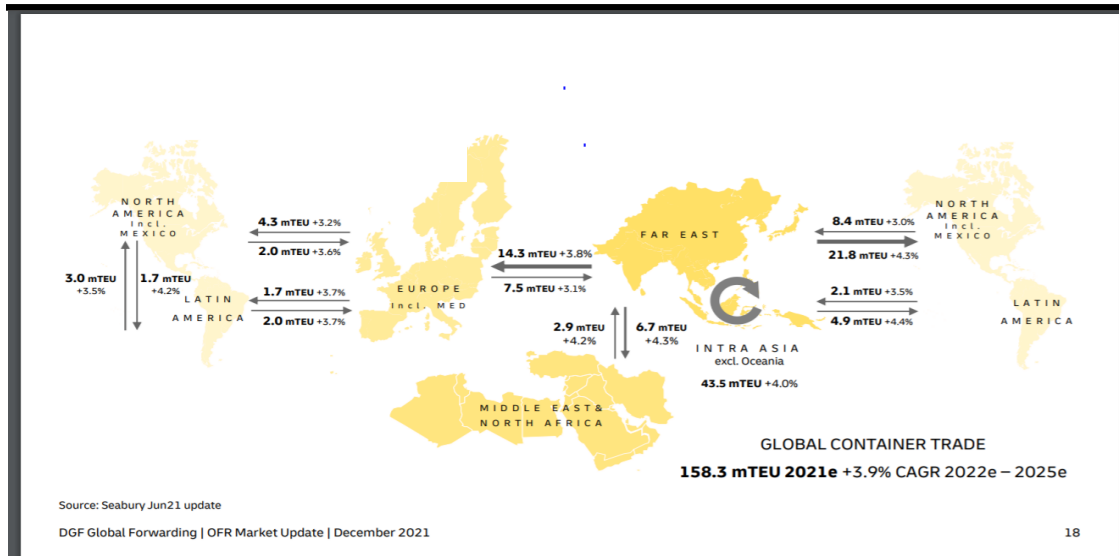 NORTH
AMERICA
Incl.
MEXICO
3.0 mTEU
+3.5%
1.7 mTEU
+4.2%
LATIN
AMERICA
4.3 mTEU +3.2%
2.0 mTEU +3.6%
1.7 mTEU +3.7%
2.0 mTEU +3.7%
EUROPE
Incl. MED
14.3 mTEU +3.8%
7.5 mTEU +3.1%
FAR EAST
2.9 mTEU
+4.2%
6.7 mTEU
+4.3%
INTRA ASIA
excl. Oceania
43.5 mTEU +4.0%
MIDDLE EAST&
NORTH AFRICA
8.4 mTEU +3.0%
21.8 mTEU +4.3%
2.1 mTEU +3.5%
4.9 mTEU +4.4%
NORTH
AMERICA
Incl.
MEXICO
LATIN
AMERICA
GLOBAL CONTAINER TRADE
158.3 mTEU 2021e +3.9% CAGR 2022e – 2025e
Source: Seabury Jun21 update
DGF Global Forwarding | OFR Market Update | December 2021
18